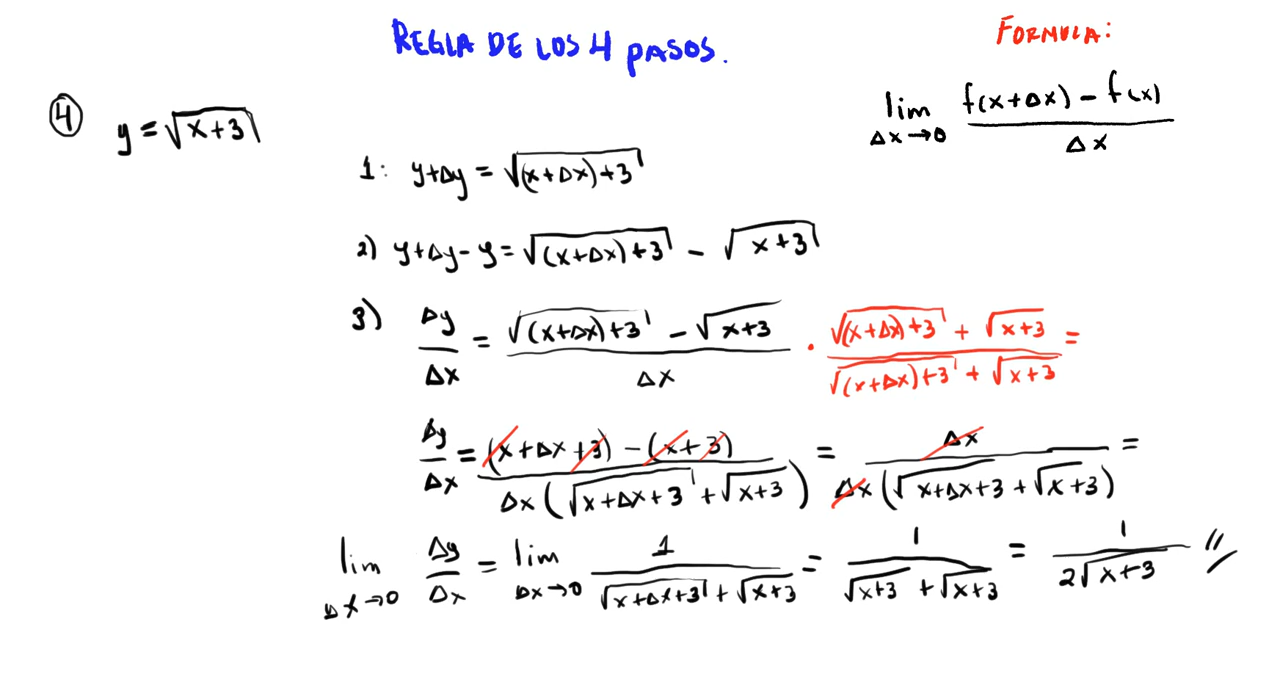 REGLA DE LOS 4 PASOS.
FORMULA:
lim Δx→0 (f(x+Δx) - f(x))/Δx
④ y = √(x+3)
1: y+Δy = √((x+Δx)+3)
2) y+Δy-y = √((x+Δx)+3) - √(x+3)
3) Δy/Δx = (√((x+Δx)+3) - √(x+3))/Δx · (√((x+Δx)+3) + √(x+3))/(√((x+Δx)+3) + √(x+3)) =
Δy/Δx = ((x+Δx+3) - (x+3))/(Δx(√(x+Δx+3) + √(x+3))) = Δx/(Δx(√(x+Δx+3) + √(x+3))) =
lim Δx→0 Δy/Δx = lim Δx→0 1/(√(x+Δx+3) + √(x+3)) = 1/(√(x+3) + √(x+3)) = 1/(2√(x+3)) //